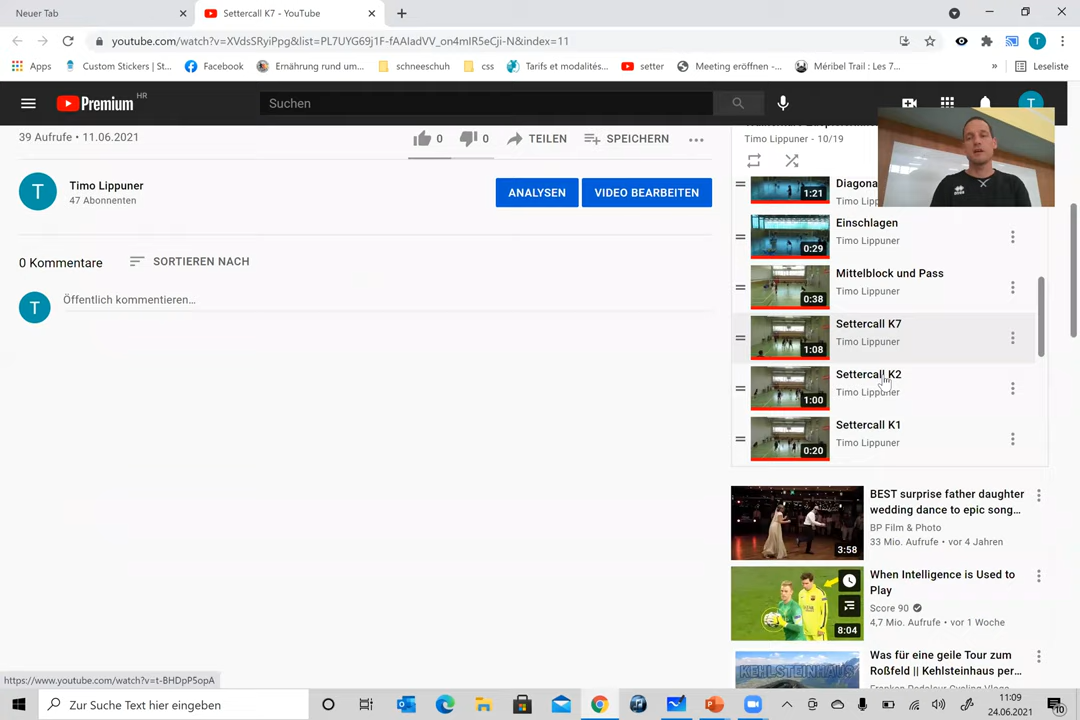 Neuer Tab
Settercall K7 - YouTube
youtube.com/watch?v=XVdsSRyiPpg&list=PL7UYG69j1F-fAAIadVV_on4mIR5eCji-N&index=11
Apps
Custom Stickers | St...
Facebook
Ernährung rund um...
schneeschuh
css
Tarifs et modalités...
setter
Meeting eröffnen -...
Méribel Trail : Les 7...
»
Leseliste
Premium HR
Suchen
T
39 Aufrufe • 11.06.2021
0
0
TEILEN
SPEICHERN
Timo Lippuner - 10/19
T
Timo Lippuner
47 Abonnenten
ANALYSEN
VIDEO BEARBEITEN
1:21
Diagona
Timo Lipp
0:29
Einschlagen
Timo Lippuner
0:38
Mittelblock und Pass
Timo Lippuner
1:08
Settercall K7
Timo Lippuner
1:00
Settercall K2
Timo Lippuner
0:20
Settercall K1
Timo Lippuner
0 Kommentare
SORTIEREN NACH
T
Öffentlich kommentieren...
3:58
BEST surprise father daughter
wedding dance to epic song...
BP Film & Photo
33 Mio. Aufrufe • vor 4 Jahren
8:04
When Intelligence is Used to
Play
Score 90
4,7 Mio. Aufrufe • vor 1 Woche
KEHLSTEINHAUS
Was für eine geile Tour zum
Roßfeld || Kehlsteinhaus per...
https://www.youtube.com/watch?v=t-BHDpP5opA
Zur Suche Text hier eingeben
11:09
24.06.2021
10